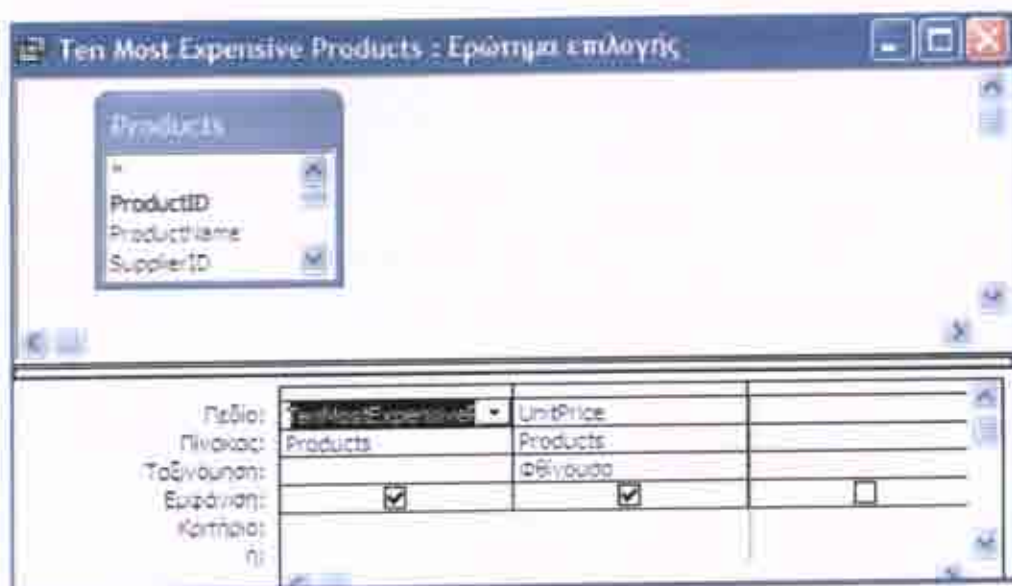 Ten Most Expensive Products : Ερώτημα επιλογής
Products
*
ProductID
ProductName
SupplierID
Πεδίο: TenMostExpensiveP UnitPrice
Πίνακας: Products Products
Ταξινόμηση: Φθίνουσα
Εμφάνιση:
Κριτήρια:
ή: